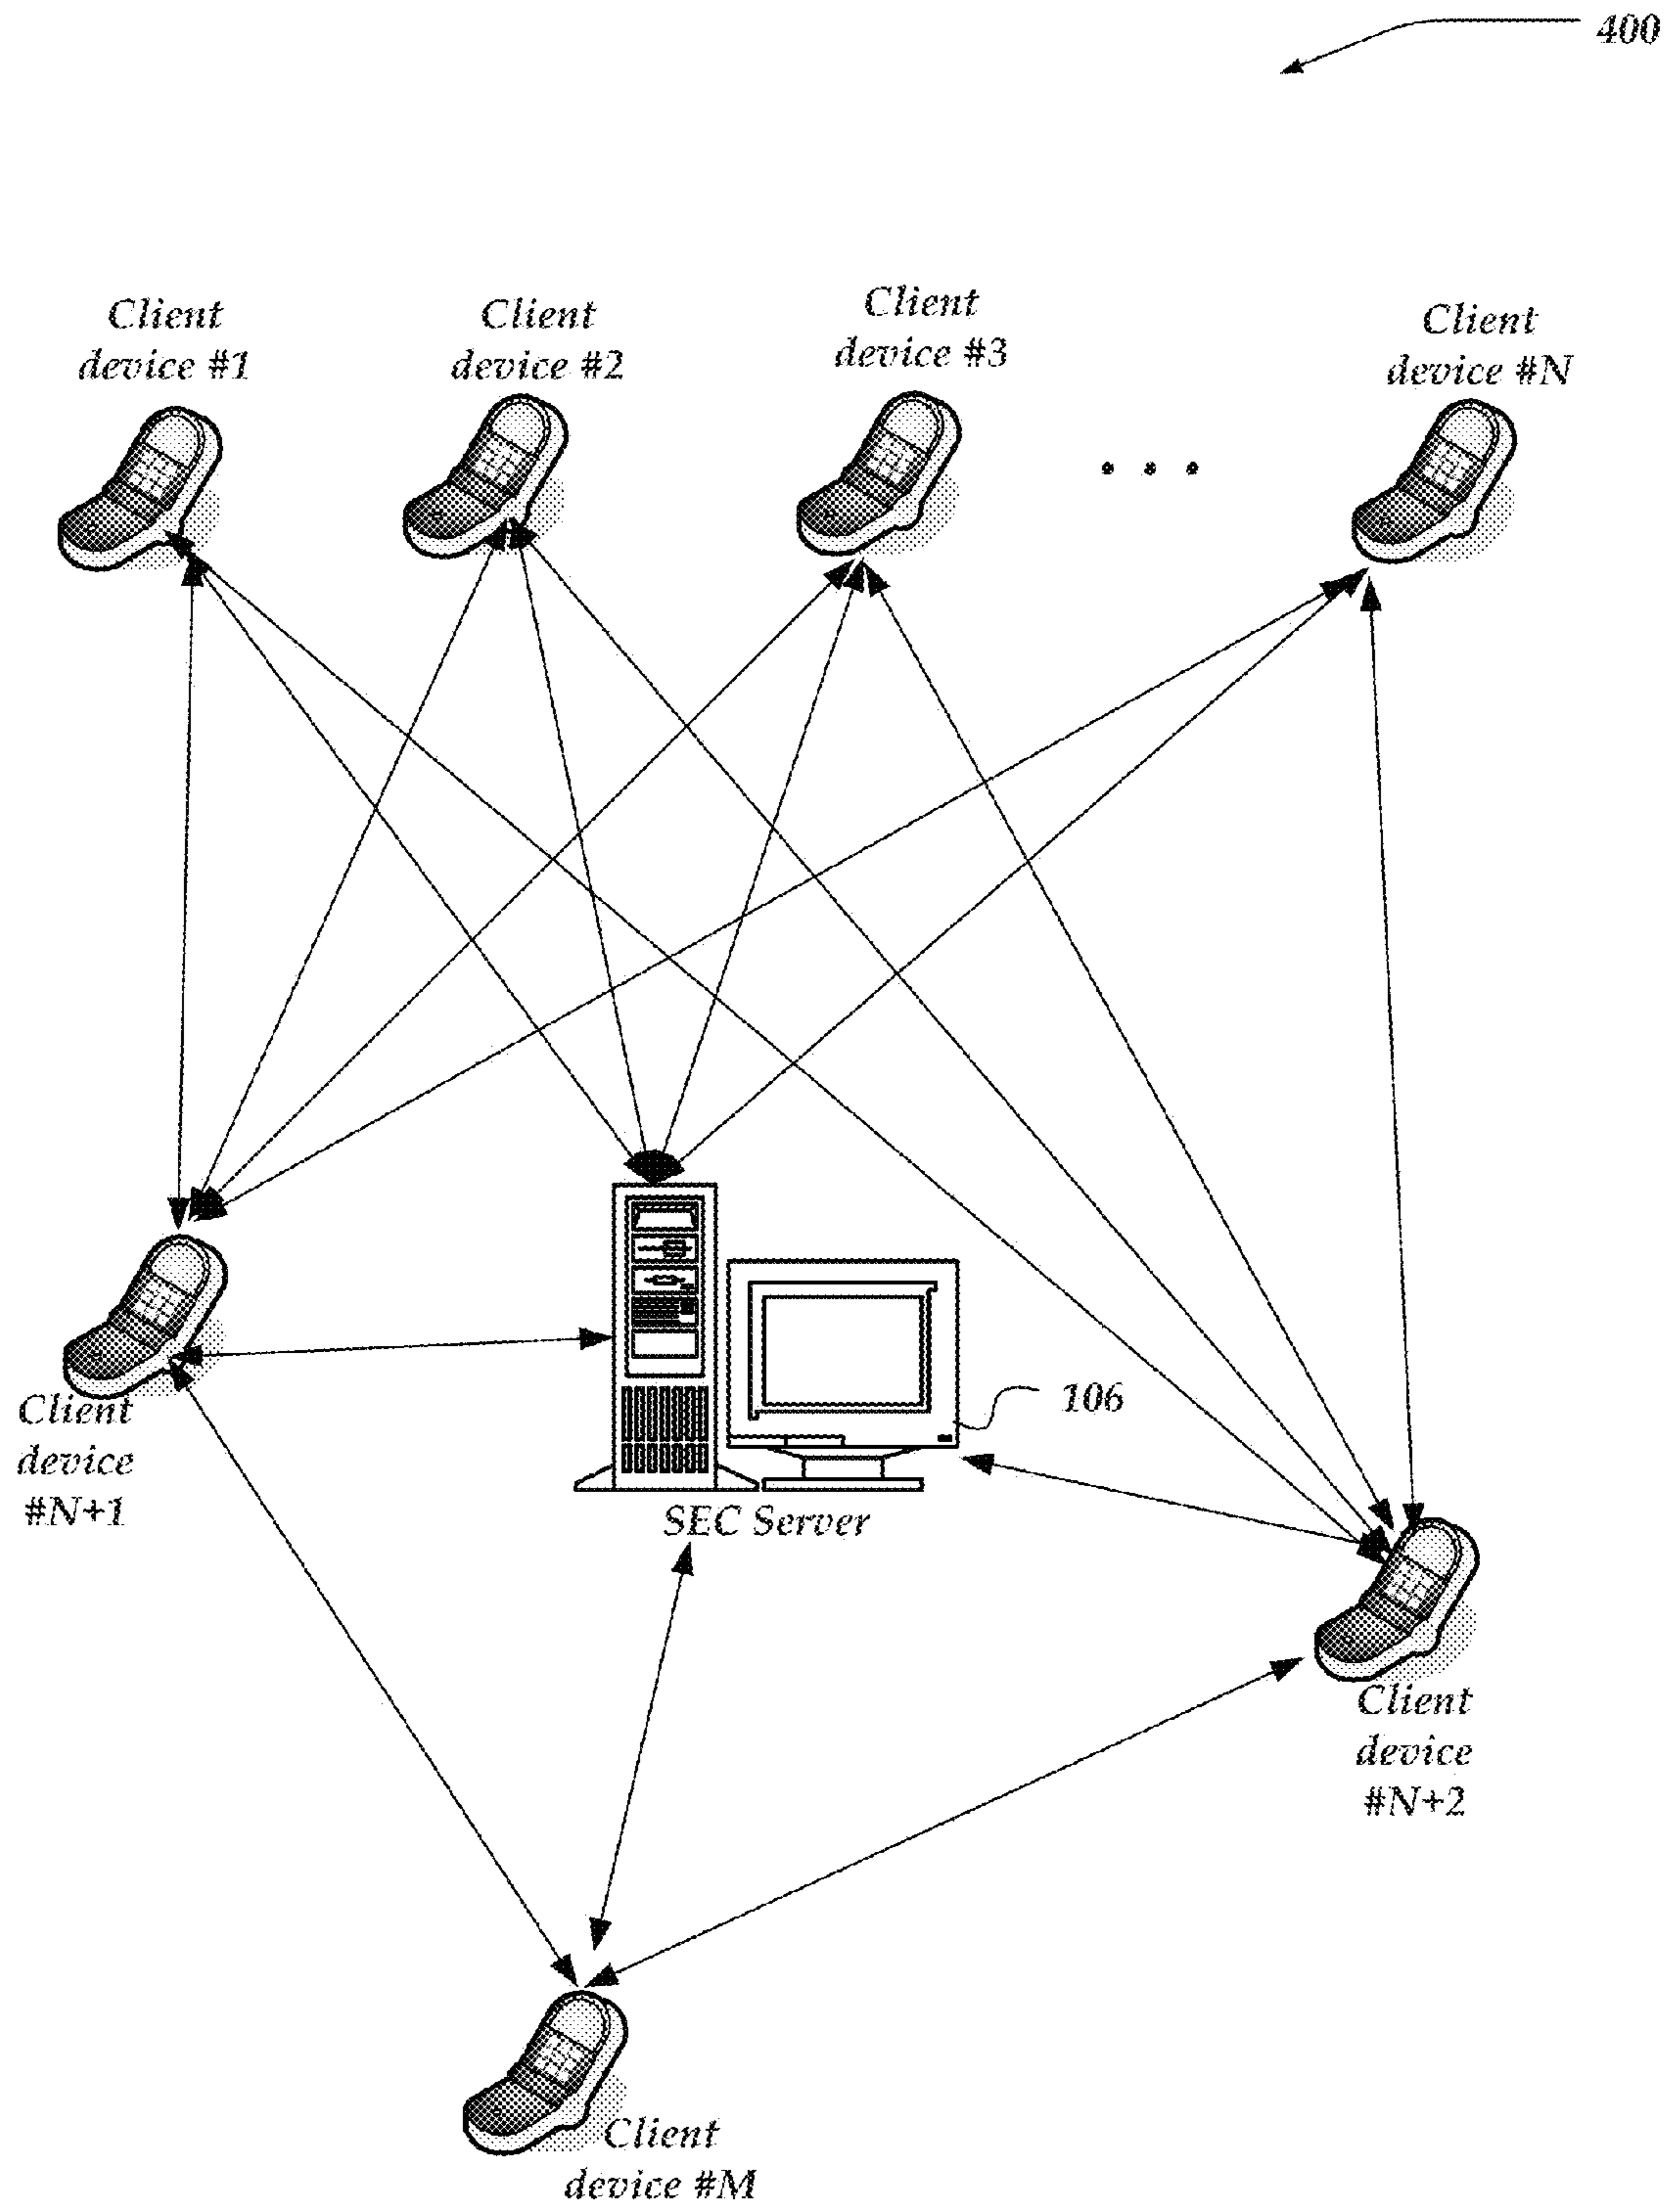 400
Client
device #1
Client
device #2
Client
device #3
Client
device #N
. . .
Client
device
#N+1
106
SEC Server
Client
device
#N+2
Client
device #M